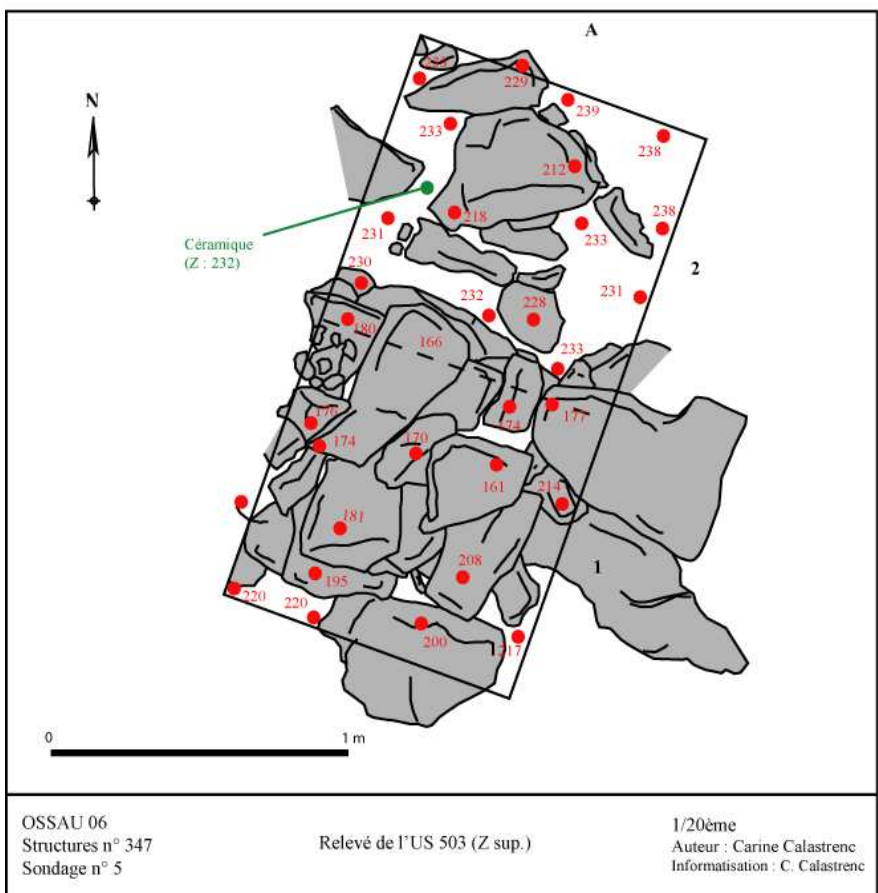 A
N
229
239
233
238
212
218
238
233
231
Céramique
(Z : 232)
2
230
231
232
228
180
166
233
176
174
177
174
170
161
214
181
208
1
195
220
220
200
217
0
1 m
OSSAU 06
Structures n° 347
Sondage n° 5
Relevé de l'US 503 (Z sup.)
1/20ème
Auteur : Carine Calastrenc
Informatisation : C. Calastrenc